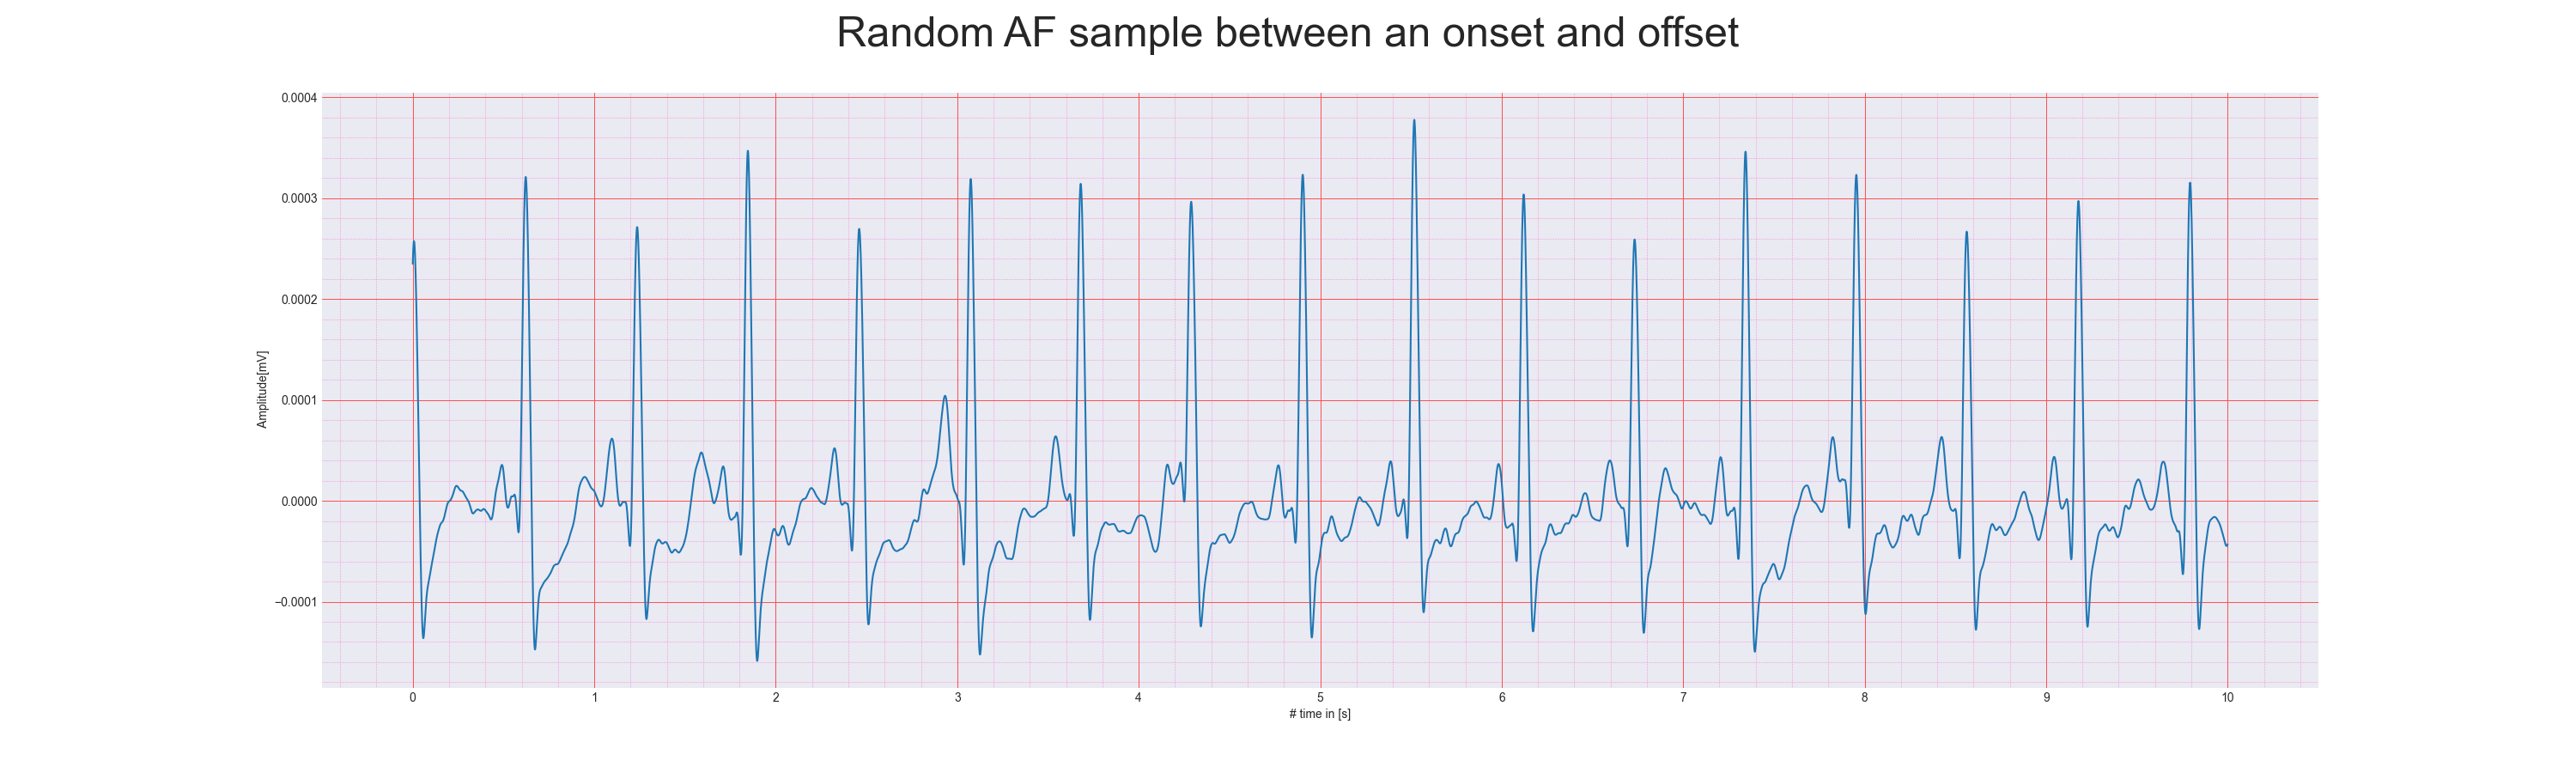 Random AF sample between an onset and offset
0.0004
0.0003
0.0002
0.0001
0.0000
−0.0001
Amplitude[mV]
0 1 2 3 4 5 6 7 8 9 10
# time in [s]